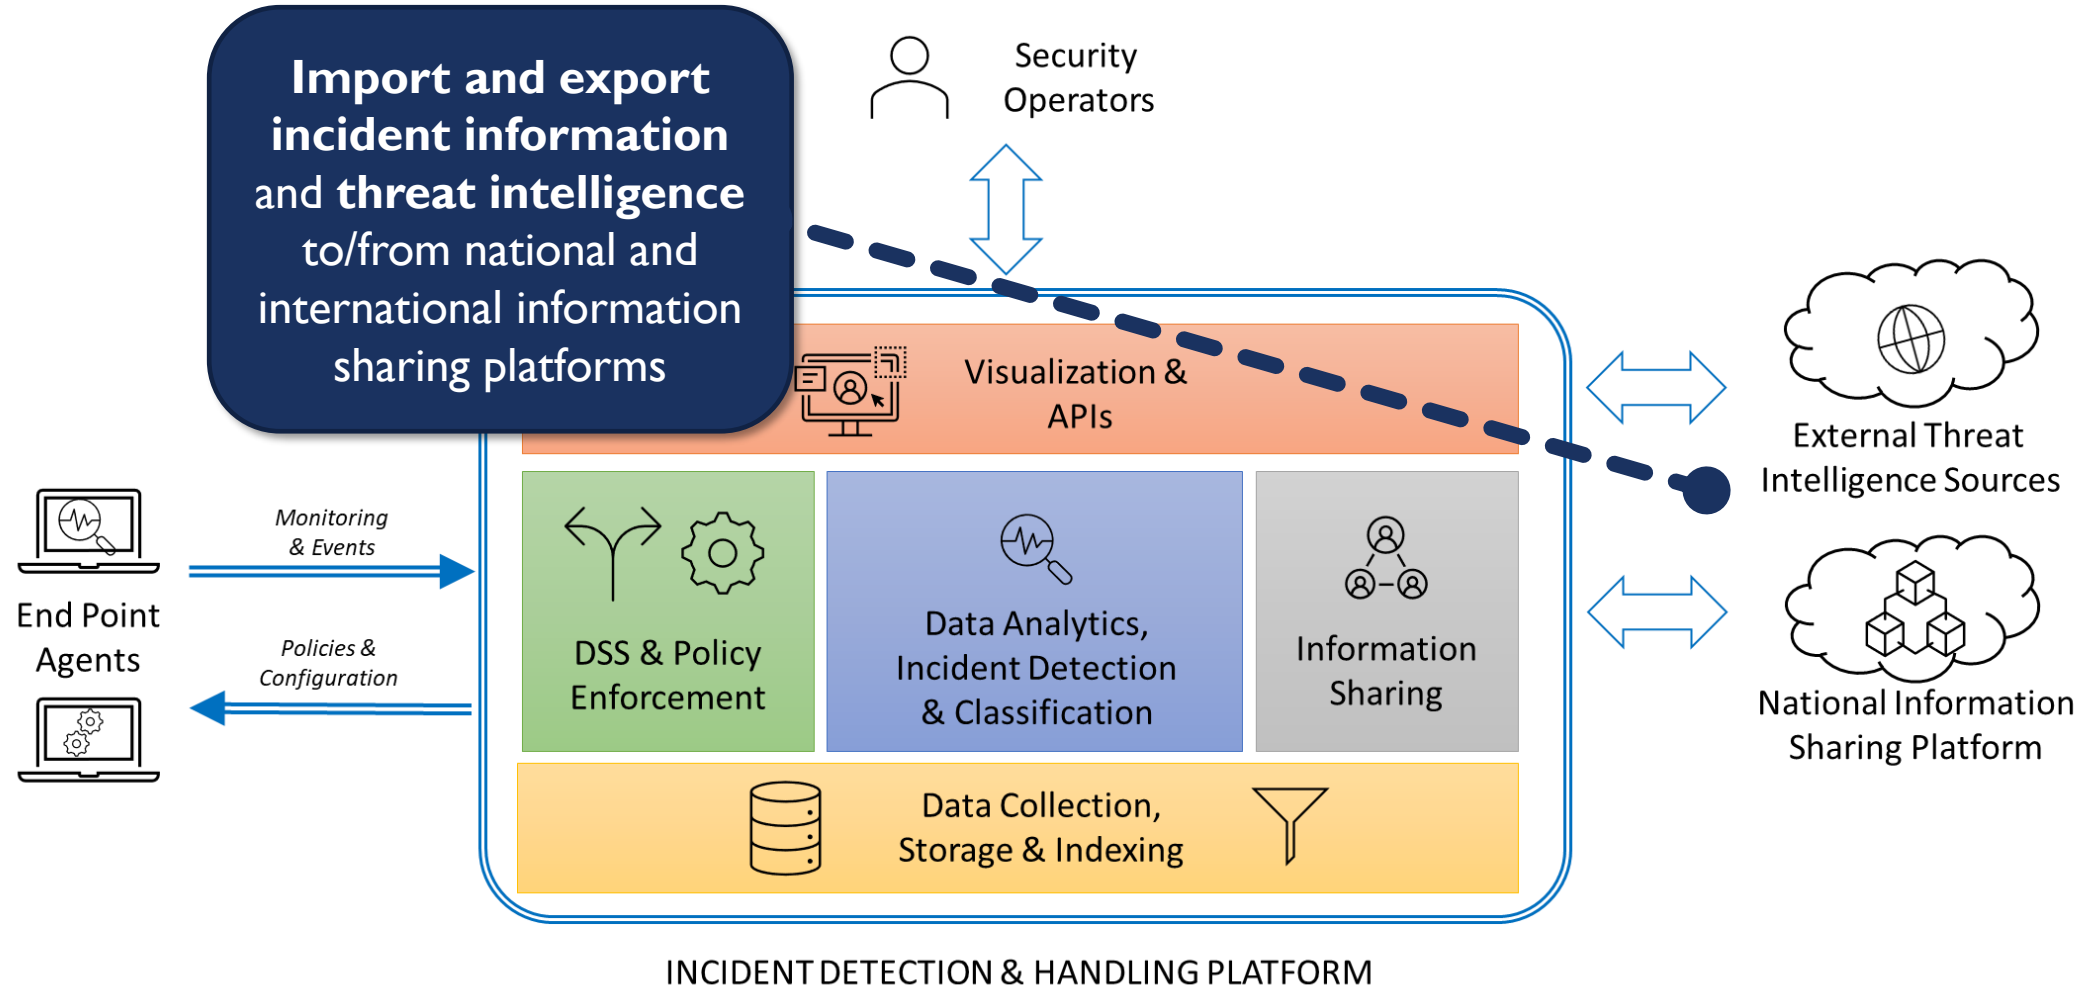 Import and export
incident information
and threat intelligence
to/from national and
international information
sharing platforms
Security
Operators
Visualization &
APIs
External Threat
Intelligence Sources
Monitoring
& Events
End Point
Agents
Policies &
Configuration
DSS & Policy
Enforcement
Data Analytics,
Incident Detection
& Classification
Information
Sharing
National Information
Sharing Platform
Data Collection,
Storage & Indexing
INCIDENT DETECTION & HANDLING PLATFORM